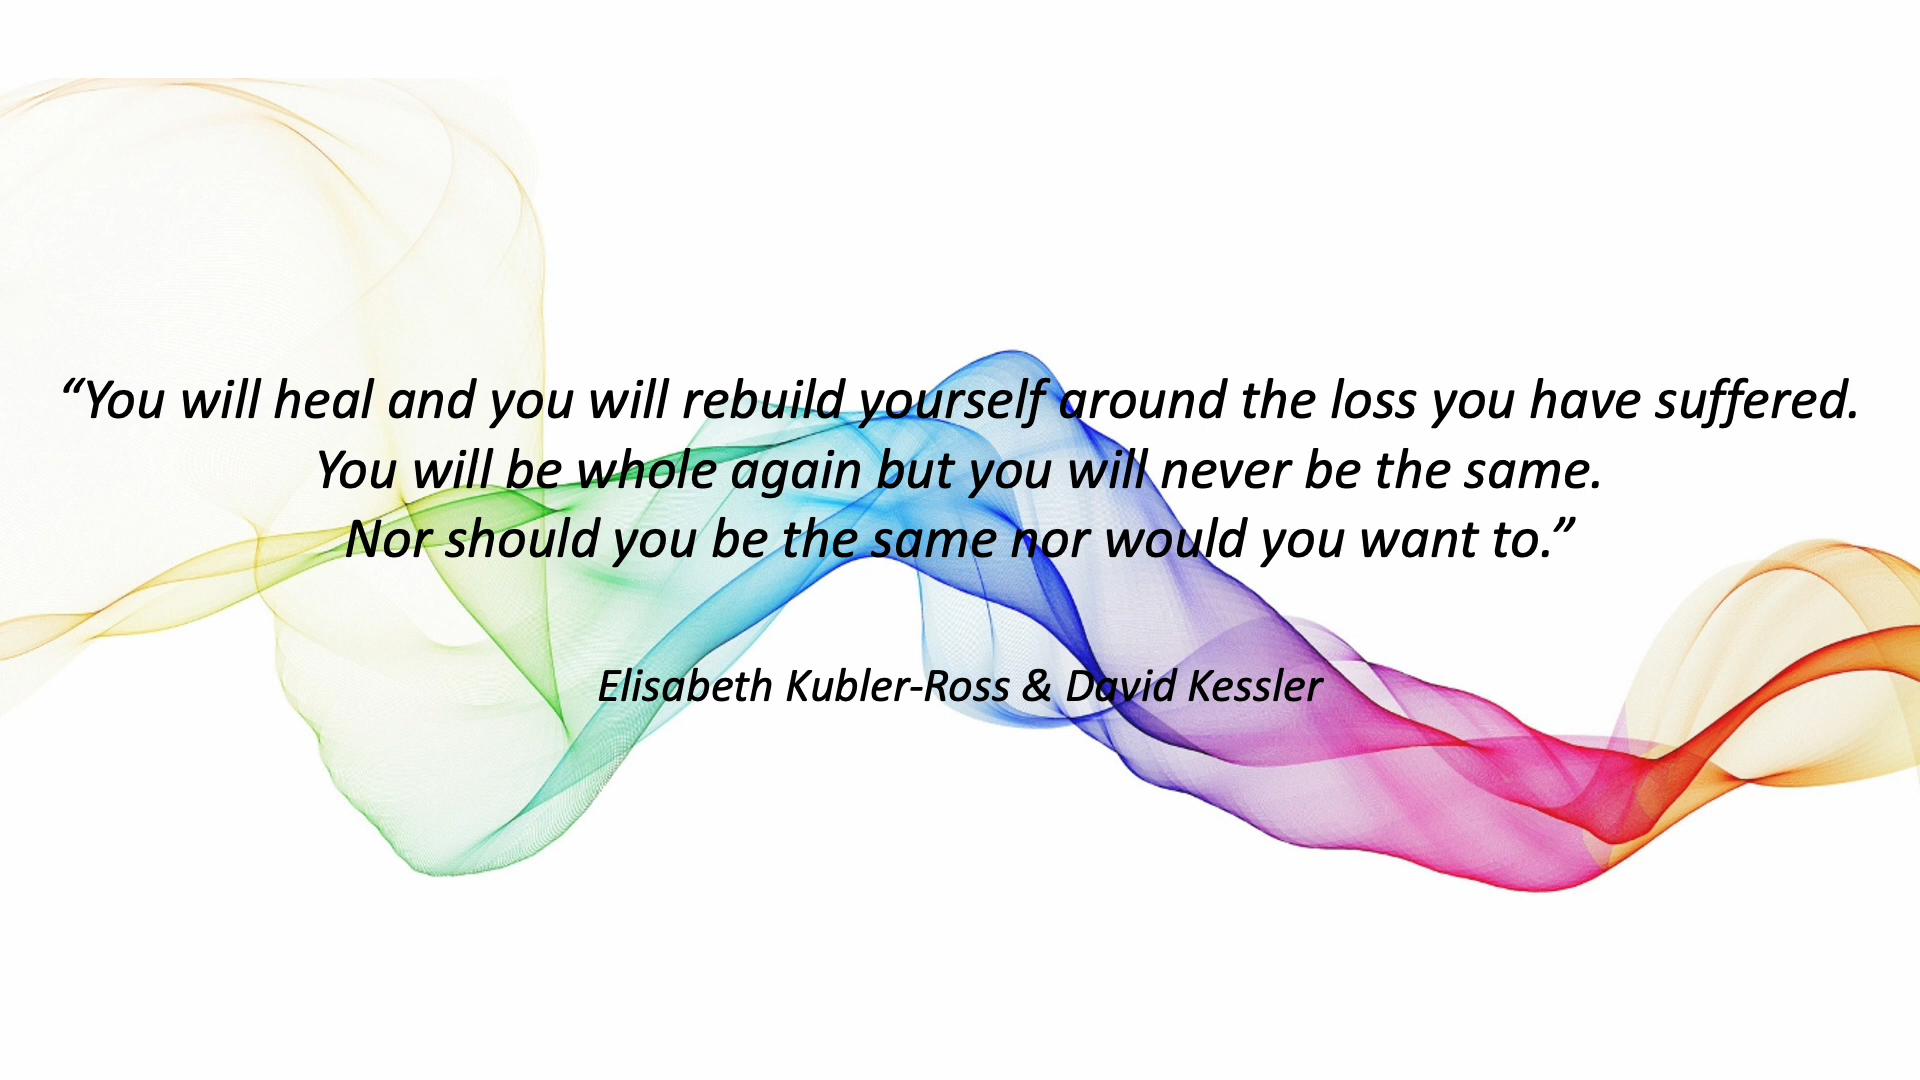 “You will heal and you will rebuild yourself around the loss you have suffered.
You will be whole again but you will never be the same.
Nor should you be the same nor would you want to.”
Elisabeth Kubler-Ross & David Kessler